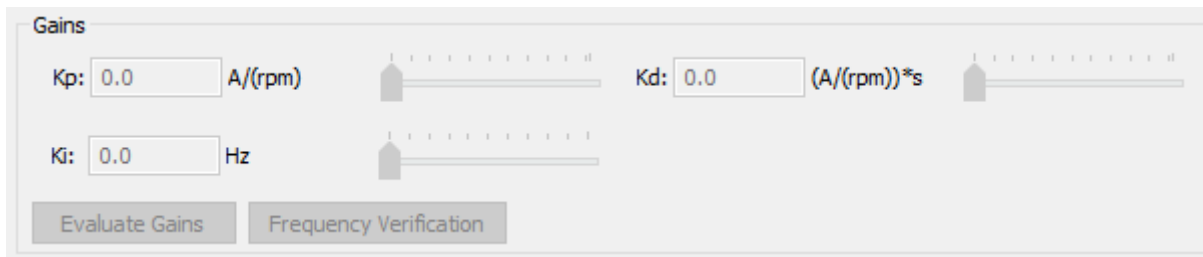 Gains
Kp: 0.0 A/(rpm) Kd: 0.0 (A/(rpm))*s
Ki: 0.0 Hz
Evaluate Gains Frequency Verification